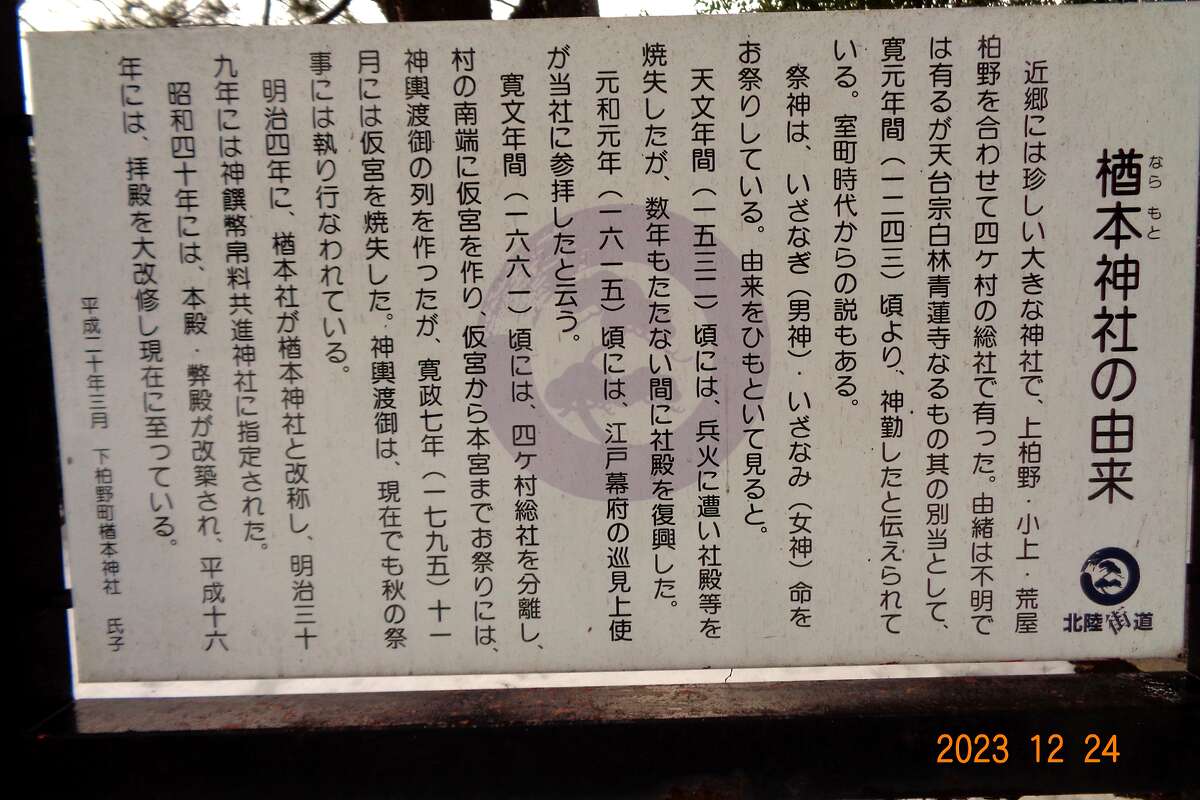 楢本神社の由来
なら もと
北陸街道
近郷には珍しい大きな神社で、上柏野・小上・荒屋
柏野を合わせて四ケ村の総社で有った。由緒は不明で
は有るが天台宗白林青蓮寺なるもの其の別当として、
寛元年間(一二四三)頃より、神勤したと伝えられて
いる。室町時代からの説もある。
祭神は、いざなぎ(男神)・いざなみ(女神)命を
お祭りしている。由来をひもといて見ると。
天文年間(一五三二)頃には、兵火に遭い社殿等を
焼失したが、数年もたたない間に社殿を復興した。
元和元年(一六一五)頃には、江戸幕府の巡見上使
が当社に参拝したと云う。
寛文年間(一六六一)頃には、四ケ村総社を分離し、
村の南端に仮宮を作り、仮宮から本宮までお祭りには、
神輿渡御の列を作ったが、寛政七年(一七九五)十一
月には仮宮を焼失した。神輿渡御は、現在でも秋の祭
事には執り行なわれている。
明治四年に、楢本社が楢本神社と改称し、明治三十
九年には神饌幣帛料共進神社に指定された。
昭和四十年には、本殿・弊殿が改築され、平成十六
年には、拝殿を大改修し現在に至っている。
平成二十年三月 下柏野町楢本神社 氏子
2023 12 24